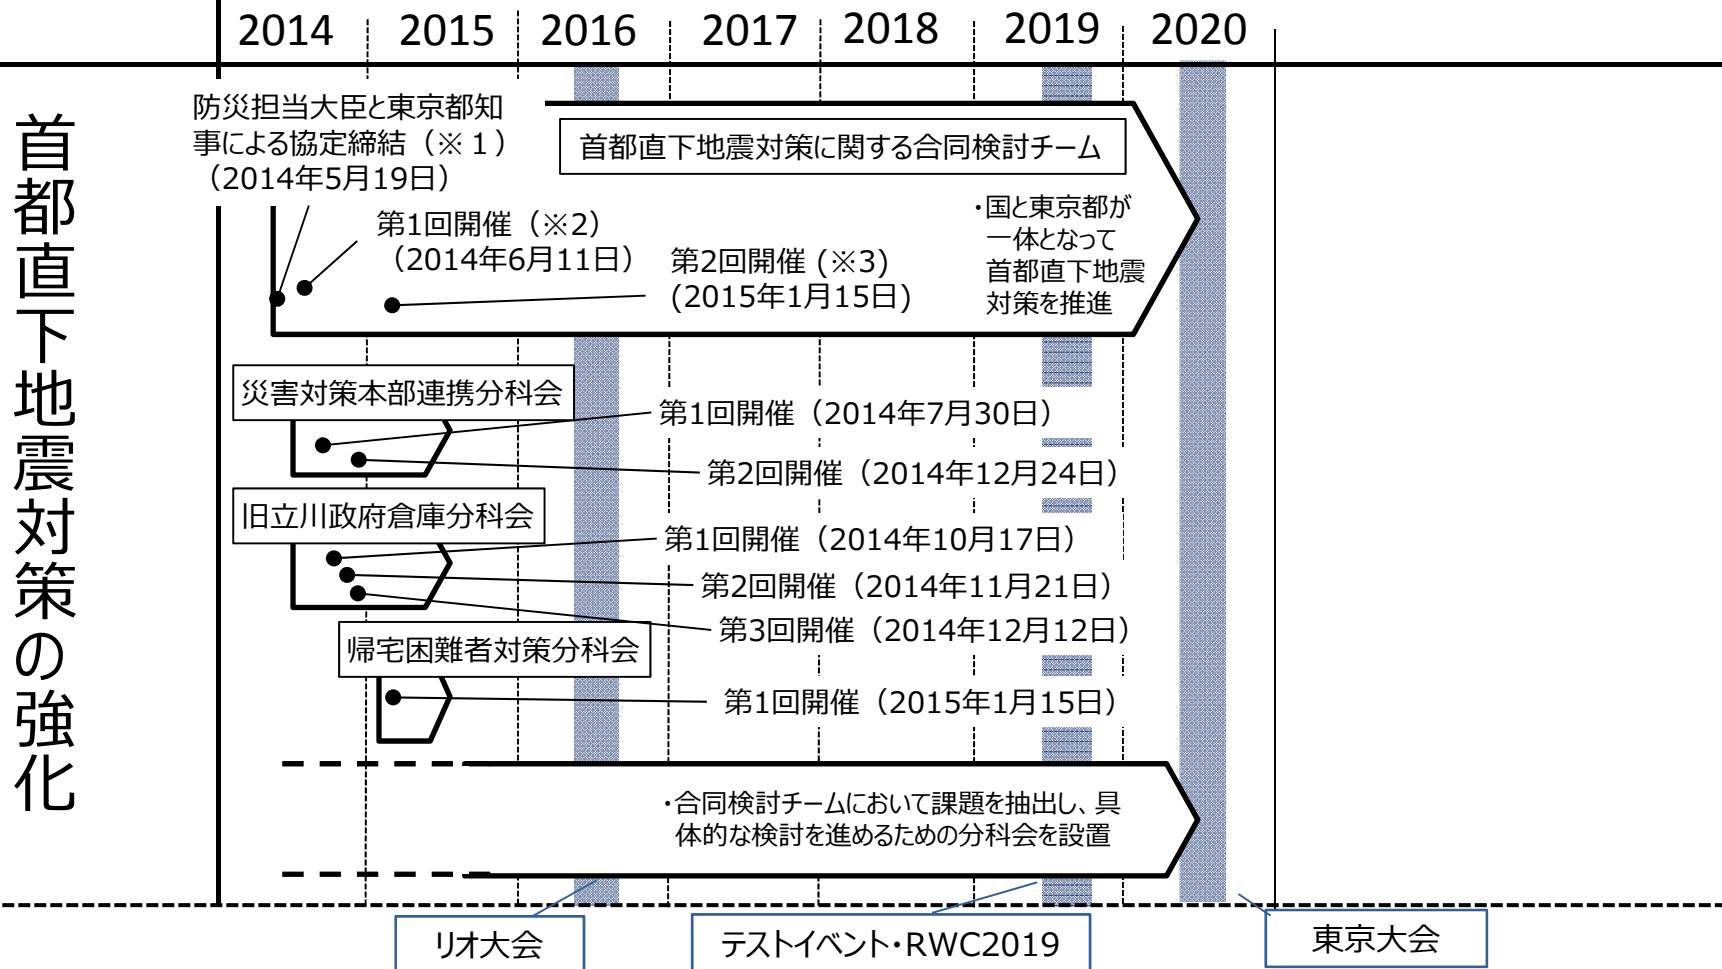 2014 2015 2016 2017 2018 2019 2020
首都直下地震対策の強化
防災担当大臣と東京都知
事による協定締結（※１）
（2014年5月19日）
首都直下地震対策に関する合同検討チーム
・国と東京都が
一体となって
首都直下地震
対策を推進
第1回開催（※2）
（2014年6月11日）
第2回開催 (※3)
(2015年1月15日)
災害対策本部連携分科会
第1回開催（2014年7月30日）
第2回開催（2014年12月24日）
旧立川政府倉庫分科会
第1回開催（2014年10月17日）
第2回開催（2014年11月21日）
第3回開催（2014年12月12日）
帰宅困難者対策分科会
第1回開催（2015年1月15日）
・合同検討チームにおいて課題を抽出し、具
体的な検討を進めるための分科会を設置
リオ大会
テストイベント・RWC2019
東京大会